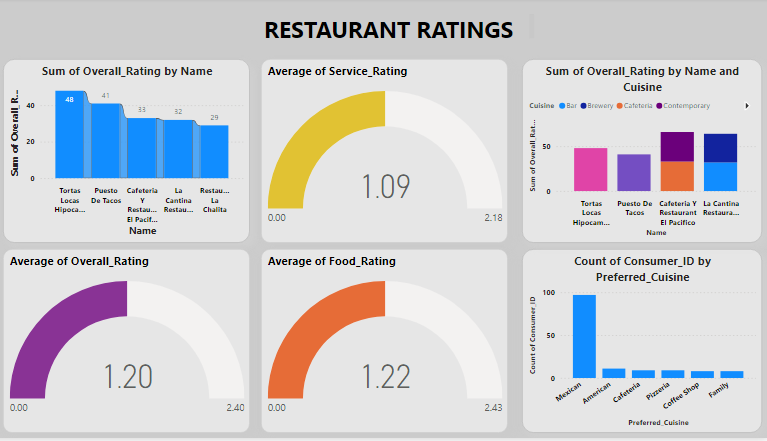 RESTAURANT RATINGS
Sum of Overall_Rating by Name
Sum of Overall_R...
40
20
0
48
41
33
32
29
Tortas
Locas
Hipoca...
Puesto
De Tacos
Cafeteria
Y
Restau...
El Pacif...
La
Cantina
Restau...
Restau...
La
Chalita
Name
Average of Service_Rating
1.09
0.00
2.18
Sum of Overall_Rating by Name and
Cuisine
Cuisine Bar Brewery Cafeteria Contemporary
Sum of Overall_Rat...
50
0
Tortas
Locas
Hipocam...
Puesto De
Tacos
Cafeteria Y
Restaurant
El Pacifico
La Cantina
Restaura...
Name
Average of Overall_Rating
1.20
0.00
2.40
Average of Food_Rating
1.22
0.00
2.43
Count of Consumer_ID by
Preferred_Cuisine
Count of Consumer_ID
100
50
0
Mexican
American
Cafeteria
Pizzeria
Coffee Shop
Family
Preferred_Cuisine